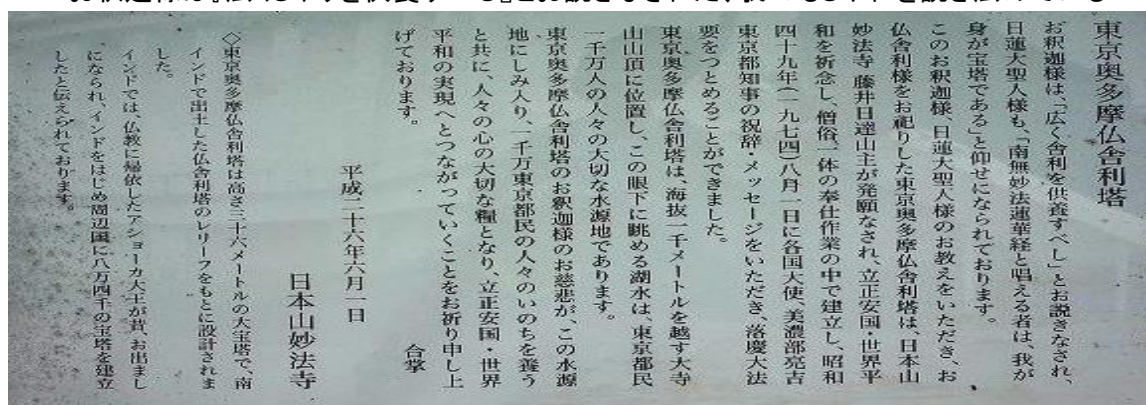 東京奥多摩仏舎利塔
お釈迦様は「広く舎利を供養すべし」とお説きなされ、
日蓮大聖人様も、「南無妙法蓮華経と唱える者は、我が
身が宝塔である」と仰せになられております。
このお釈迦様、日蓮大聖人様のお教えをいただき、お
仏舎利様をお祀りした東京奥多摩仏舎利塔は、日本山
妙法寺 藤井日達山主が発願なされ、立正安国・世界平
和を祈念し、僧俗一体の奉仕作業の中で建立し、昭和
四十九年(一九七四)八月一日に各国大使、美濃部亮吉
東京都知事の祝辞・メッセージをいただき、落慶大法
要をつとめることができました。
東京奥多摩仏舎利塔は、海抜一千メートルを越す大寺
山山頂に位置し、この眼下に眺める湖水は、東京都民
一千万人の人々の大切な水源地であります。
東京奥多摩仏舎利塔のお釈迦様のお慈悲が、この水源
地にしみ入り、一千万東京都民の人々のいのちを養う
と共に、人々の心の大切な糧となり、立正安国・世界
平和の実現へとつながっていくことをお祈り申し上
げております。
合掌
平成二十六年六月一日
日本山妙法寺
◇東京奥多摩仏舎利塔は高さ三十六メートルの大宝塔で、南
インドで出土した仏舎利塔のレリーフをもとに設計されま
した。
インドでは、仏教に帰依したアショーカ大王が昔、お出まし
になられ、インドをはじめ周辺国に八万四千の宝塔を建立
したと伝えられております。